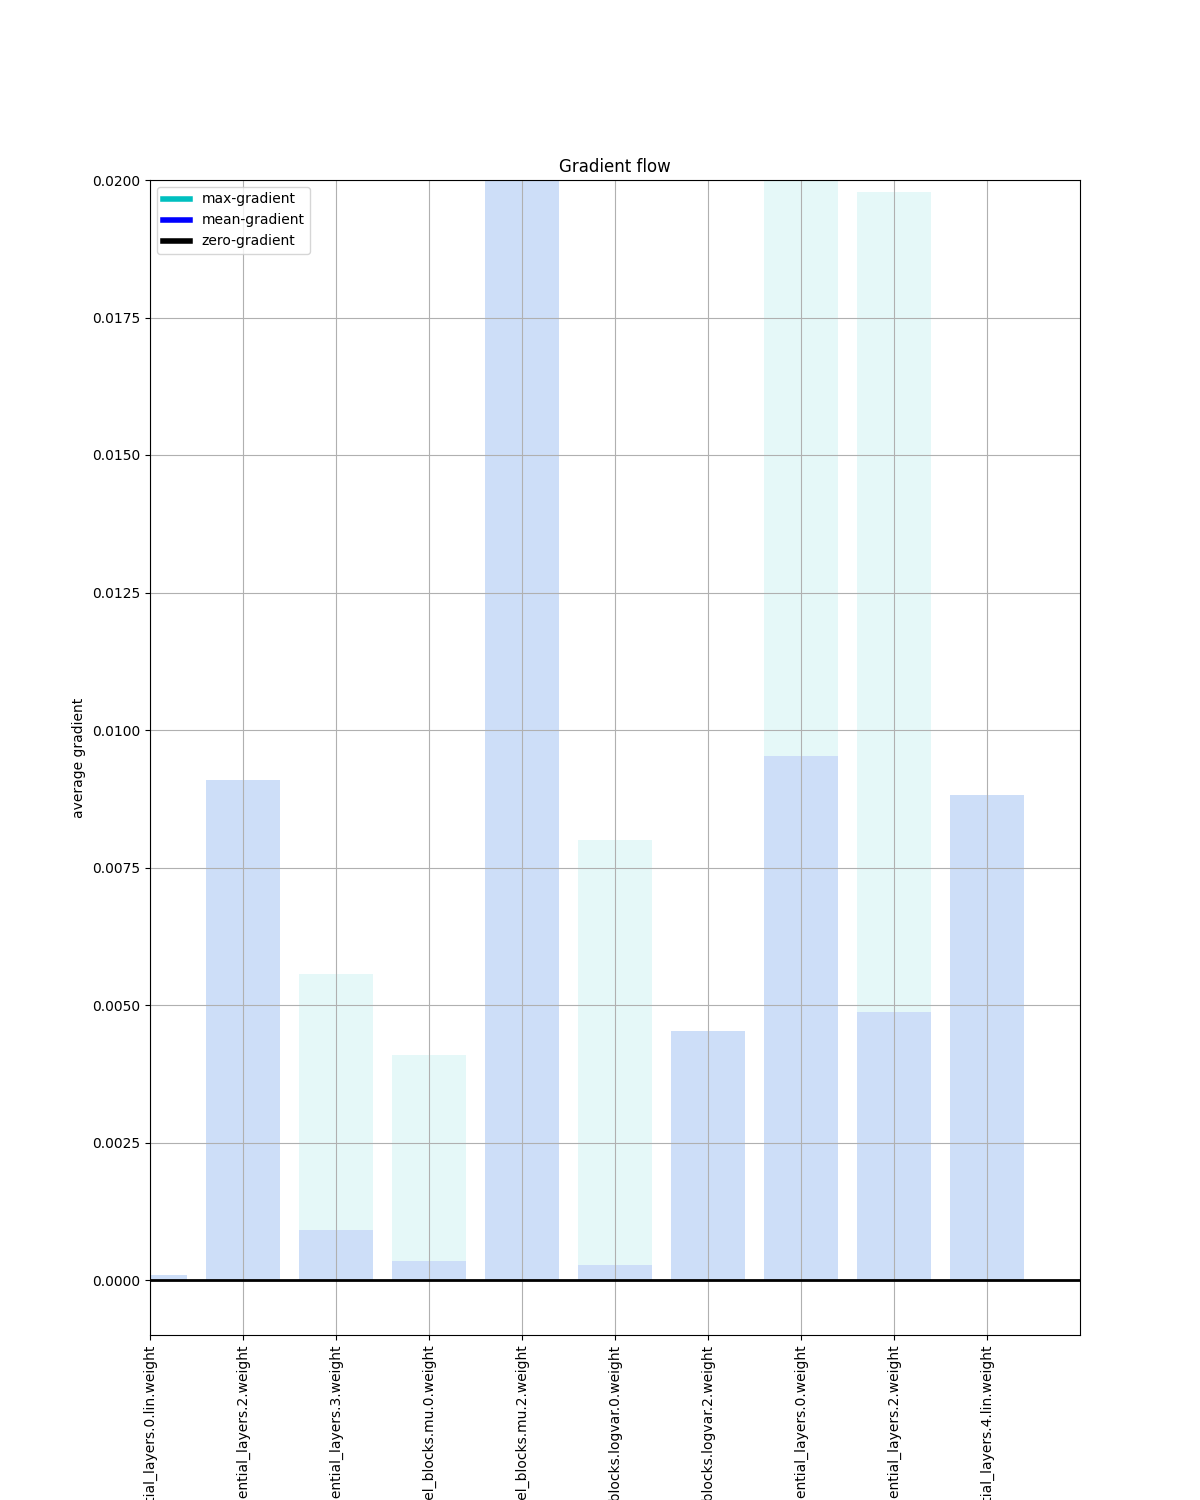 Gradient flow
max-gradient
mean-gradient
zero-gradient
0.0200
0.0175
0.0150
0.0125
0.0100
0.0075
0.0050
0.0025
0.0000
average gradient
tial_layers.0.lin.weight
ential_layers.2.weight
ential_layers.3.weight
el_blocks.mu.0.weight
el_blocks.mu.2.weight
blocks.logvar.0.weight
blocks.logvar.2.weight
ential_layers.0.weight
ential_layers.2.weight
tial_layers.4.lin.weight